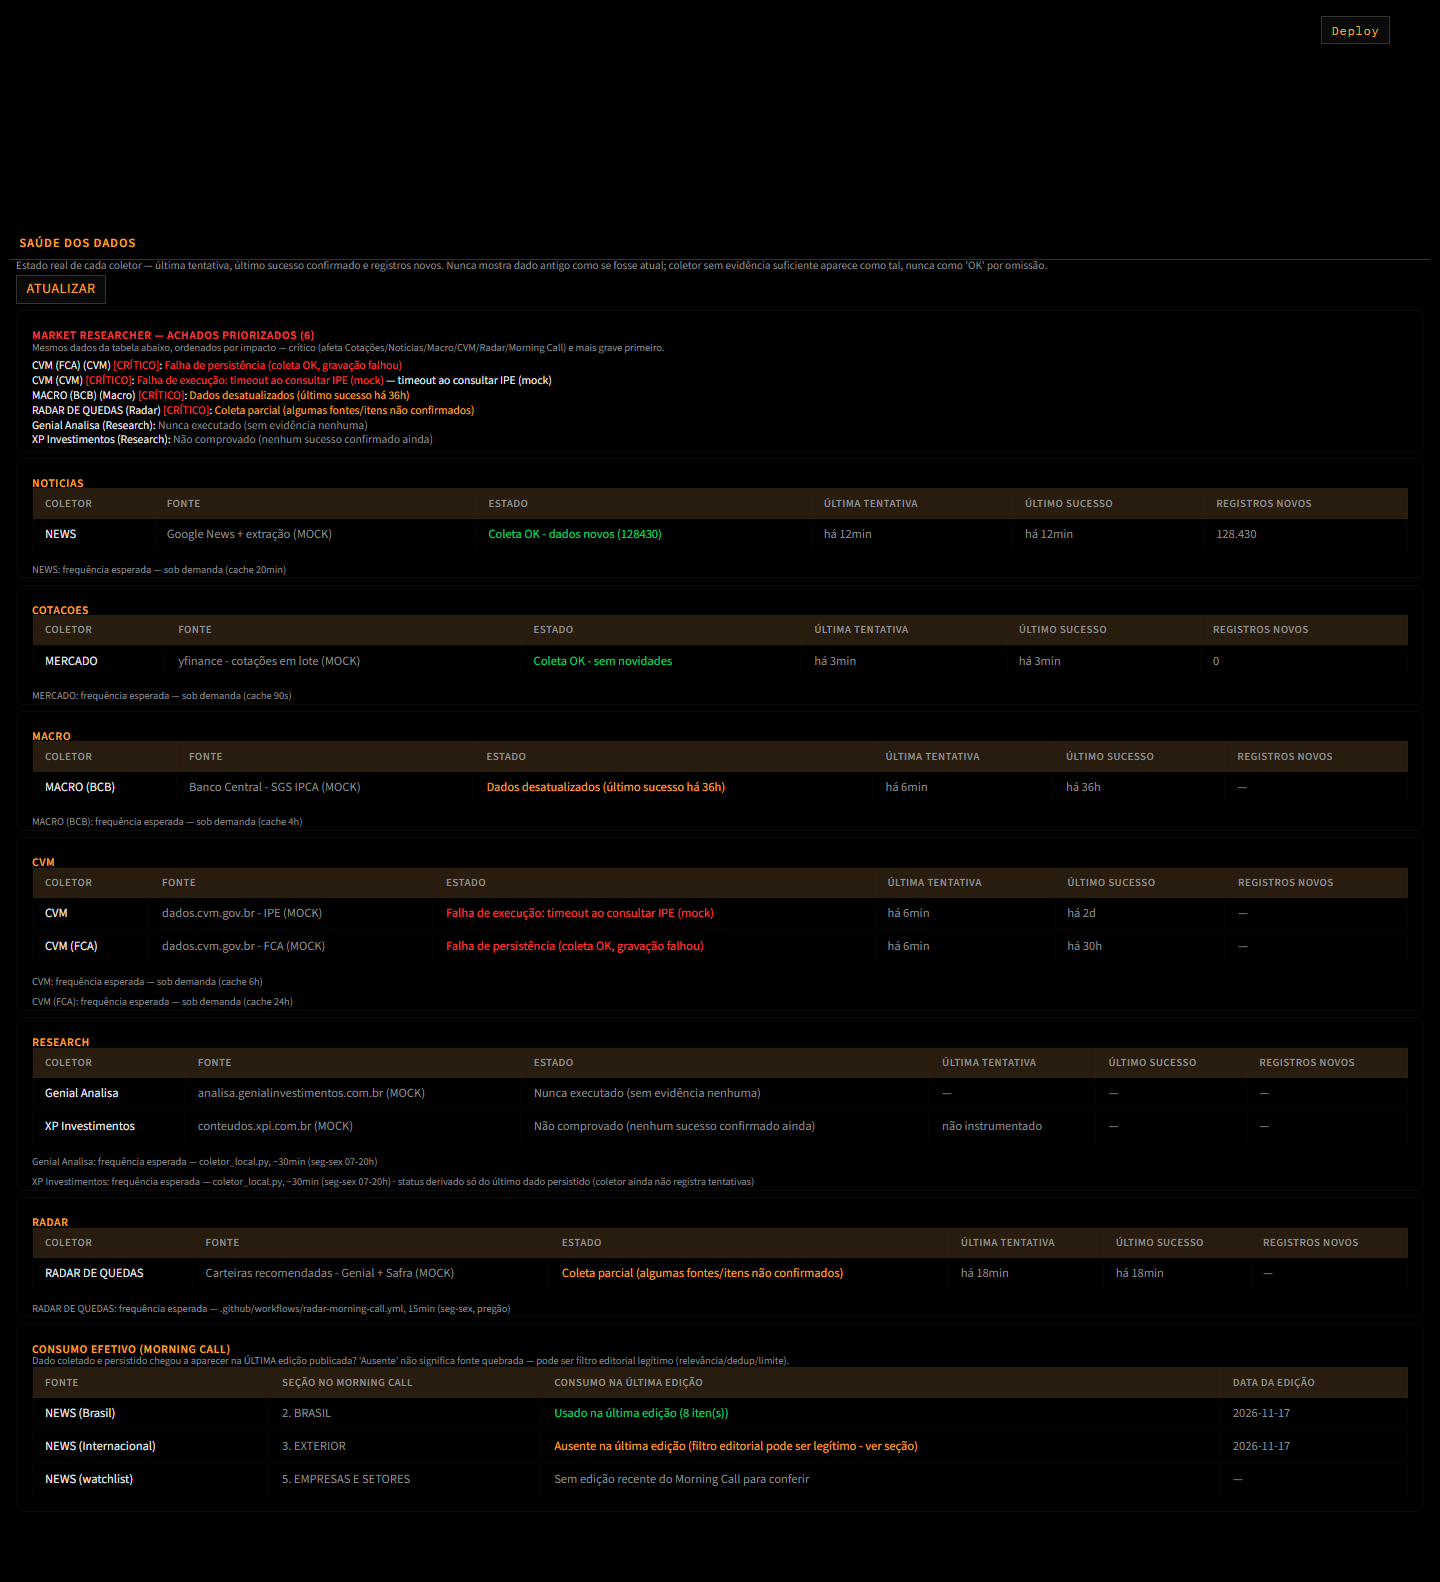 Deploy
SAÚDE DOS DADOS
Estado real de cada coletor — última tentativa, último sucesso confirmado e registros novos. Nunca mostra dado antigo como se fosse atual; coletor sem evidência suficiente aparece como tal, nunca como 'OK' por omissão.
ATUALIZAR
MARKET RESEARCHER — ACHADOS PRIORIZADOS (6)
Mesmos dados da tabela abaixo, ordenados por impacto — crítico (afeta Cotações/Notícias/Macro/CVM/Radar/Morning Call) e mais grave primeiro.
CVM (FCA) (CVM) [CRÍTICO]: Falha de persistência (coleta OK, gravação falhou)
CVM (CVM) [CRÍTICO]: Falha de execução: timeout ao consultar IPE (mock) — timeout ao consultar IPE (mock)
MACRO (BCB) (Macro) [CRÍTICO]: Dados desatualizados (último sucesso há 36h)
RADAR DE QUEDAS (Radar) [CRÍTICO]: Coleta parcial (algumas fontes/itens não confirmados)
Genial Analisa (Research): Nunca executado (sem evidência nenhuma)
XP Investimentos (Research): Não comprovado (nenhum sucesso confirmado ainda)
NOTICIAS
COLETOR FONTE ESTADO ÚLTIMA TENTATIVA ÚLTIMO SUCESSO REGISTROS NOVOS
NEWS Google News + extração (MOCK) Coleta OK - dados novos (128430) há 12min há 12min 128.430
NEWS: frequência esperada — sob demanda (cache 20min)
COTACOES
COLETOR FONTE ESTADO ÚLTIMA TENTATIVA ÚLTIMO SUCESSO REGISTROS NOVOS
MERCADO yfinance - cotações em lote (MOCK) Coleta OK - sem novidades há 3min há 3min 0
MERCADO: frequência esperada — sob demanda (cache 90s)
MACRO
COLETOR FONTE ESTADO ÚLTIMA TENTATIVA ÚLTIMO SUCESSO REGISTROS NOVOS
MACRO (BCB) Banco Central - SGS IPCA (MOCK) Dados desatualizados (último sucesso há 36h) há 6min há 36h —
MACRO (BCB): frequência esperada — sob demanda (cache 4h)
CVM
COLETOR FONTE ESTADO ÚLTIMA TENTATIVA ÚLTIMO SUCESSO REGISTROS NOVOS
CVM dados.cvm.gov.br - IPE (MOCK) Falha de execução: timeout ao consultar IPE (mock) há 6min há 2d —
CVM (FCA) dados.cvm.gov.br - FCA (MOCK) Falha de persistência (coleta OK, gravação falhou) há 6min há 30h —
CVM: frequência esperada — sob demanda (cache 6h)
CVM (FCA): frequência esperada — sob demanda (cache 24h)
RESEARCH
COLETOR FONTE ESTADO ÚLTIMA TENTATIVA ÚLTIMO SUCESSO REGISTROS NOVOS
Genial Analisa analisa.genialinvestimentos.com.br (MOCK) Nunca executado (sem evidência nenhuma) — — —
XP Investimentos conteudos.xpi.com.br (MOCK) Não comprovado (nenhum sucesso confirmado ainda) não instrumentado — —
Genial Analisa: frequência esperada — coletor_local.py, ~30min (seg-sex 07-20h)
XP Investimentos: frequência esperada — coletor_local.py, ~30min (seg-sex 07-20h) · status derivado só do último dado persistido (coletor ainda não registra tentativas)
RADAR
COLETOR FONTE ESTADO ÚLTIMA TENTATIVA ÚLTIMO SUCESSO REGISTROS NOVOS
RADAR DE QUEDAS Carteiras recomendadas - Genial + Safra (MOCK) Coleta parcial (algumas fontes/itens não confirmados) há 18min há 18min —
RADAR DE QUEDAS: frequência esperada — .github/workflows/radar-morning-call.yml, 15min (seg-sex, pregão)
CONSUMO EFETIVO (MORNING CALL)
Dado coletado e persistido chegou a aparecer na ÚLTIMA edição publicada? 'Ausente' não significa fonte quebrada — pode ser filtro editorial legítimo (relevância/dedup/limite).
FONTE SEÇÃO NO MORNING CALL CONSUMO NA ÚLTIMA EDIÇÃO DATA DA EDIÇÃO
NEWS (Brasil) 2. BRASIL Usado na última edição (8 iten(s)) 2026-11-17
NEWS (Internacional) 3. EXTERIOR Ausente na última edição (filtro editorial pode ser legítimo - ver seção) 2026-11-17
NEWS (watchlist) 5. EMPRESAS E SETORES Sem edição recente do Morning Call para conferir —